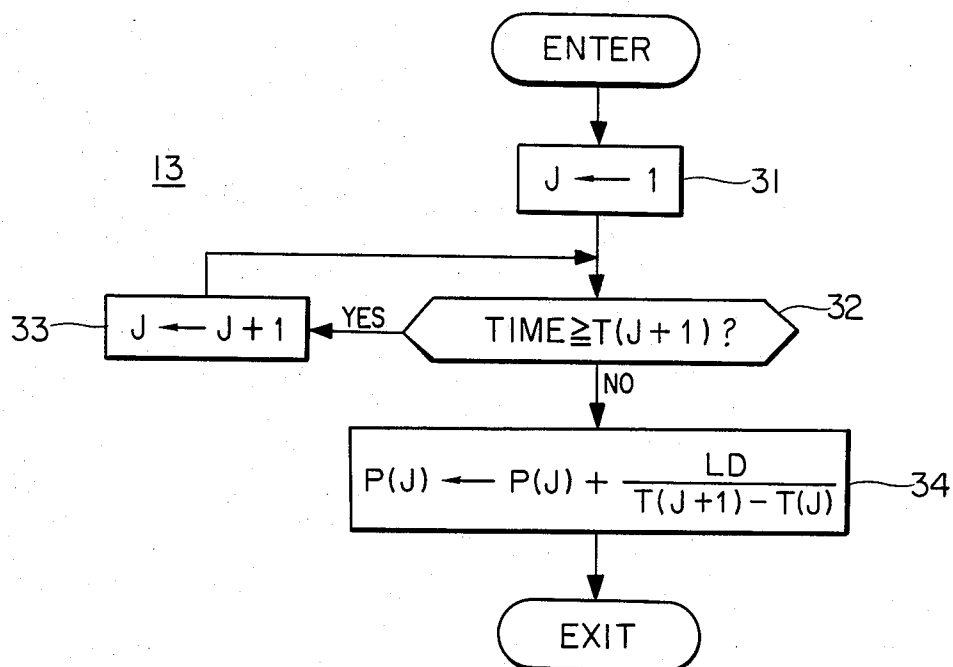 ENTER
13
J ← 1
31
33
J ← J + 1
YES
TIME ≧ T(J + 1) ?
32
NO
P(J) ← P(J) + LD
T(J+1) − T(J)
34
EXIT